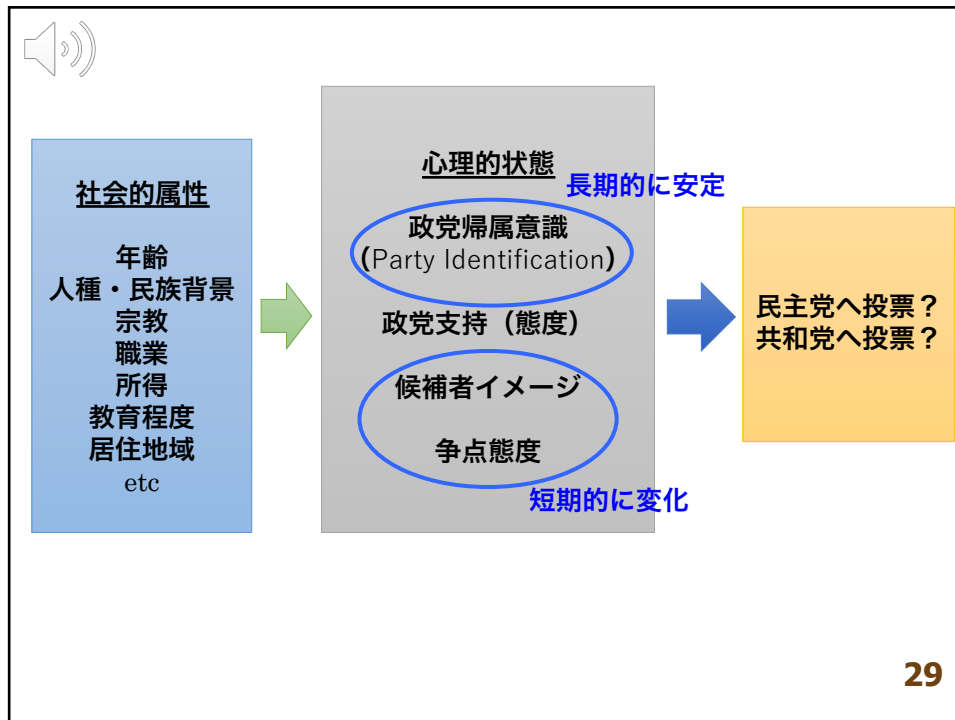 社会的属性
年齢
人種・民族背景
宗教
職業
所得
教育程度
居住地域
etc
心理的状態
長期的に安定
政党帰属意識
(Party Identification)
政党支持（態度）
候補者イメージ
争点態度
短期的に変化
民主党へ投票？
共和党へ投票？
29